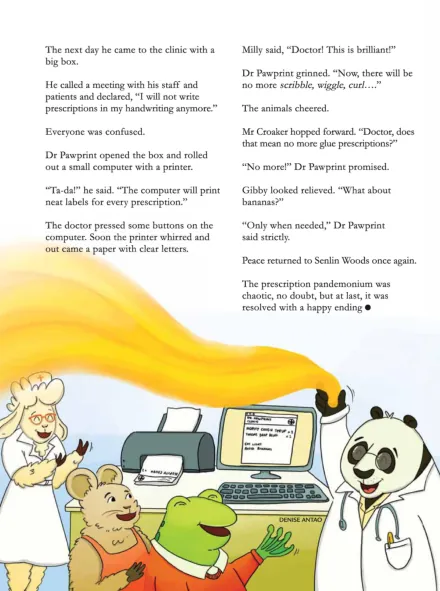 The next day he came to the clinic with a
big box.
He called a meeting with his staff and
patients and declared, “I will not write
prescriptions in my handwriting anymore.”
Everyone was confused.
Dr Pawprint opened the box and rolled
out a small computer with a printer.
“Ta-da!” he said. “The computer will print
neat labels for every prescription.”
The doctor pressed some buttons on the
computer. Soon the printer whirred and
out came a paper with clear letters.
Milly said, “Doctor! This is brilliant!”
Dr Pawprint grinned. “Now, there will be
no more scribble, wiggle, curl….”
The animals cheered.
Mr Croaker hopped forward. “Doctor, does
that mean no more glue prescriptions?”
“No more!” Dr Pawprint promised.
Gibby looked relieved. “What about
bananas?”
“Only when needed,” Dr Pawprint
said strictly.
Peace returned to Senlin Woods once again.
The prescription pandemonium was
chaotic, no doubt, but at last, it was
resolved with a happy ending
DENISE ANTAO